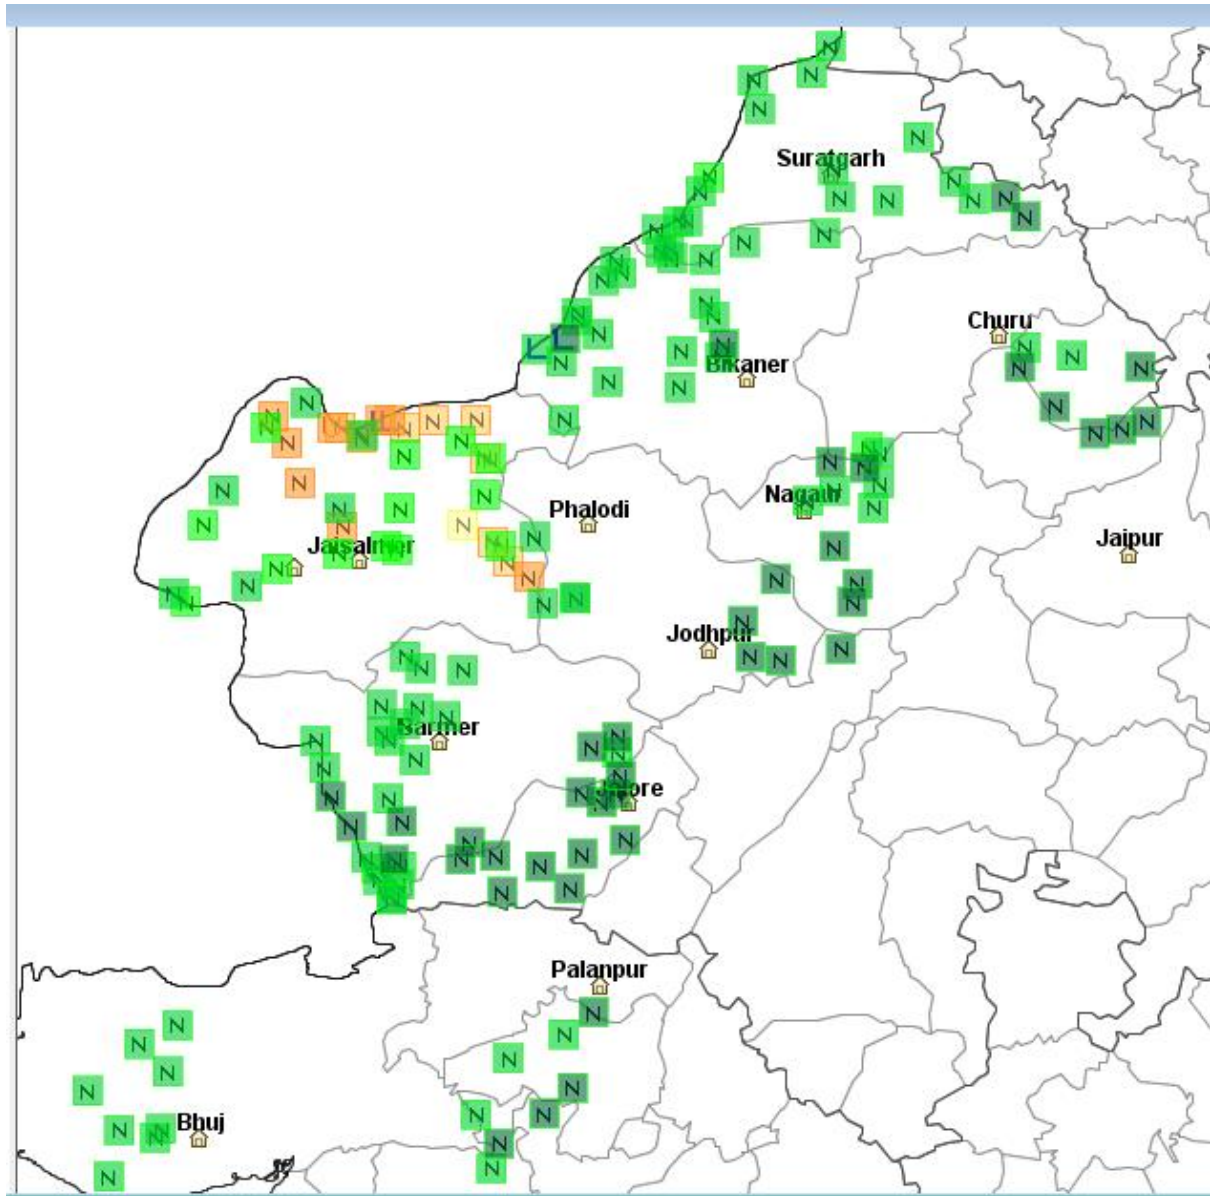 Suratgarh
Churu
Bikaner
Nagaur
Phalodi
Jaipur
Jaisalmer
Jodhpur
Barmer
Jalore
Palanpur
Bhuj